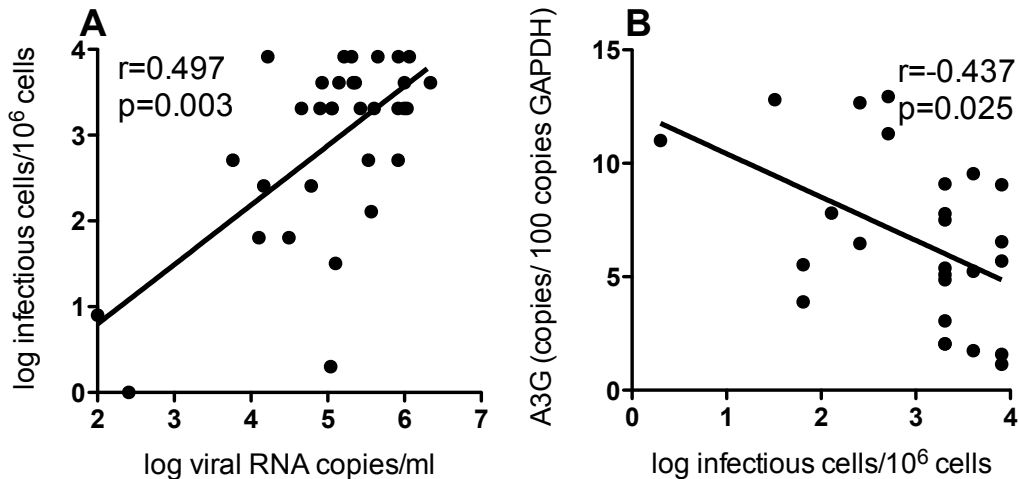 A
log infectious cells/10⁶ cells
r=0.497
p=0.003
4
3
2
1
0
2
3
4
5
6
7
log viral RNA copies/ml
B
A3G (copies/ 100 copies GAPDH)
r=-0.437
p=0.025
15
10
5
0
0
1
2
3
4
log infectious cells/10⁶ cells